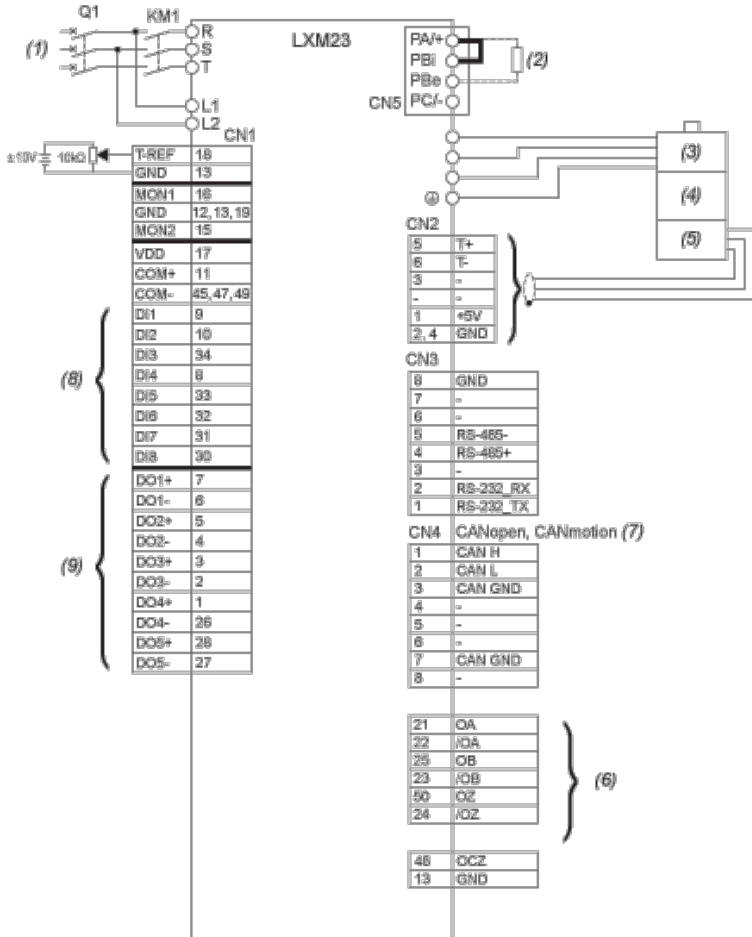 Q1
KM1
(1)
R
S
T
L1
L2
LXM23
PA/+
PBi
PBe
CN5 PC/-
(2)
CN1
±10V 10kΩ
T-REF 18
GND 13
MON1 16
GND 12,13,19
MON2 15
VDD 17
COM+ 11
COM- 45,47,49
(8)
DI1 9
DI2 10
DI3 34
DI4 8
DI5 33
DI6 32
DI7 31
DI8 30
(9)
DO1+ 7
DO1- 6
DO2+ 5
DO2- 4
DO3+ 3
DO3- 2
DO4+ 1
DO4- 26
DO5+ 28
DO5- 27
(3)
(4)
(5)
CN2
5 T+
6 T-
3 -
- -
1 +5V
2, 4 GND
CN3
8 GND
7 -
6 -
5 RS-485-
4 RS-485+
3 -
2 RS-232_RX
1 RS-232_TX
CN4 CANopen, CANmotion (7)
1 CAN H
2 CAN L
3 CAN GND
4 -
5 -
6 -
7 CAN GND
8 -
21 OA
22 /OA
25 OB
23 /OB
50 OZ
24 /OZ
(6)
48 OCZ
13 GND